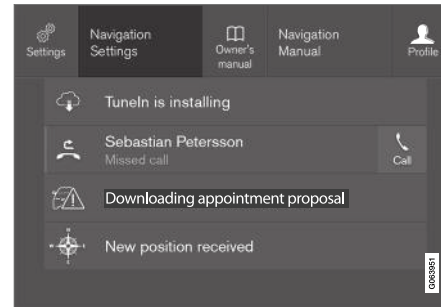 Settings
Navigation
Settings
Owner's
manual
Navigation
Manual
Profile
TuneIn is installing
Sebastian Petersson
Missed call
Call
Downloading appointment proposal
New position received
G063951